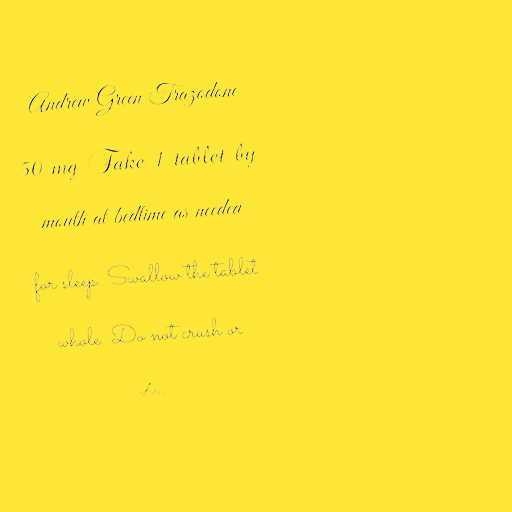 Andrew Green Trazodone
50 mg Take 1 tablet by
mouth at bedtime as needed
for sleep. Swallow the tablet
whole. Do not crush or